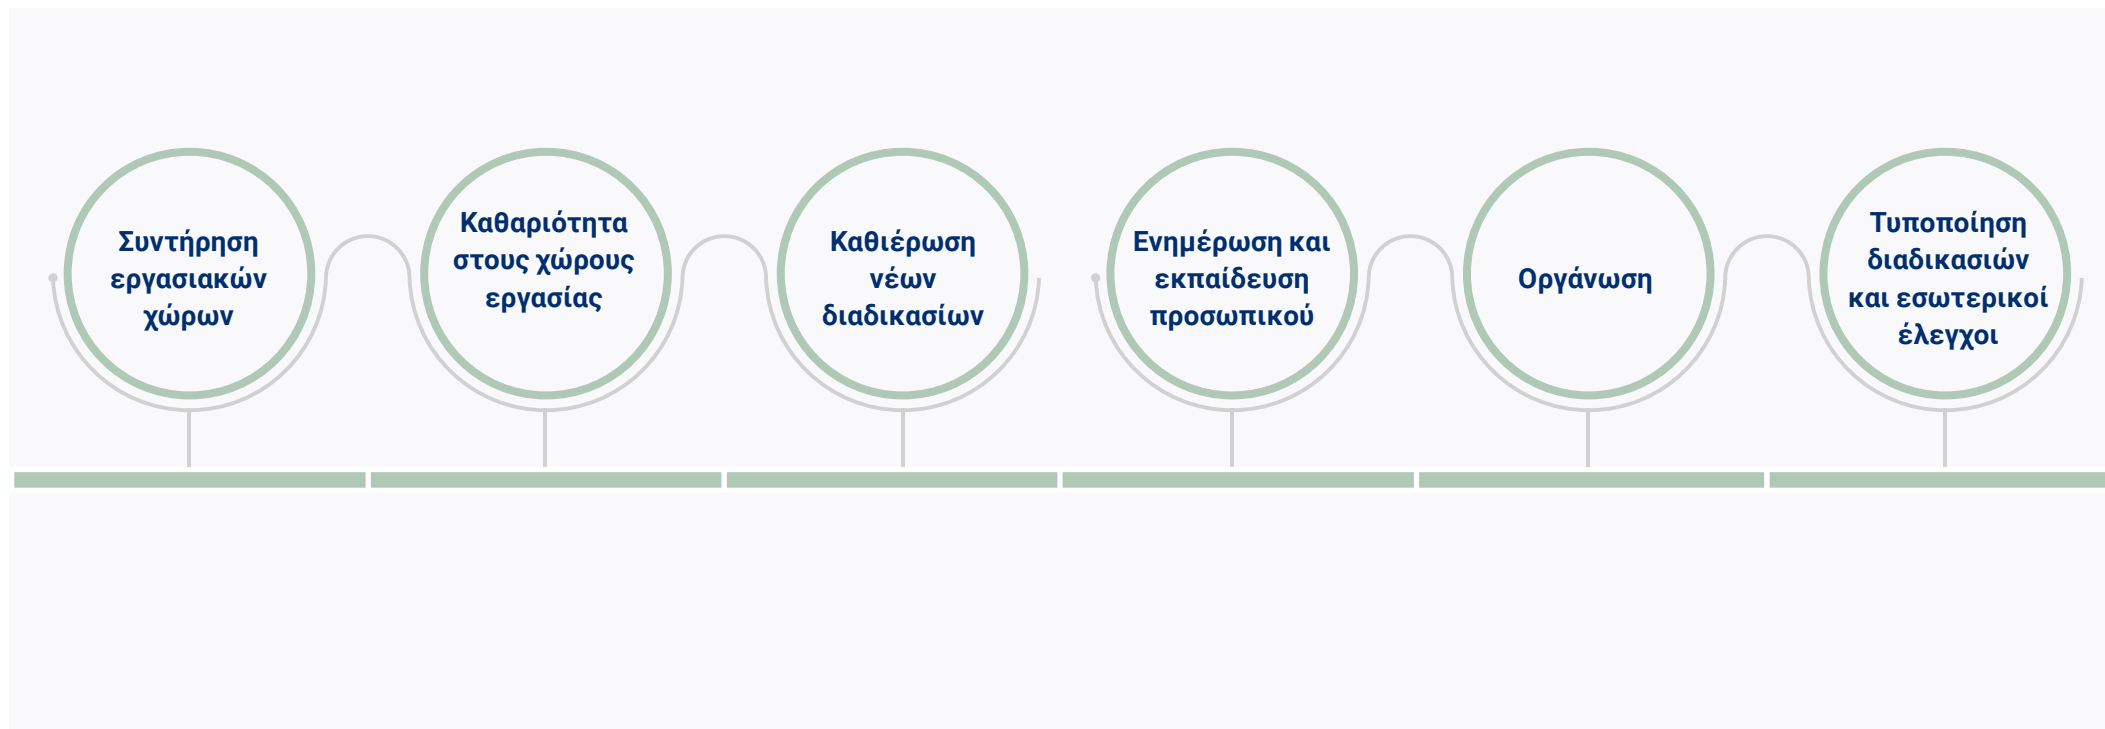 Συντήρηση
εργασιακών
χώρων
Καθαριότητα
στους χώρους
εργασίας
Καθιέρωση
νέων
διαδικασίων
Ενημέρωση και
εκπαίδευση
προσωπικού
Οργάνωση
Τυποποίηση
διαδικασιών
και εσωτερικοί
έλεγχοι